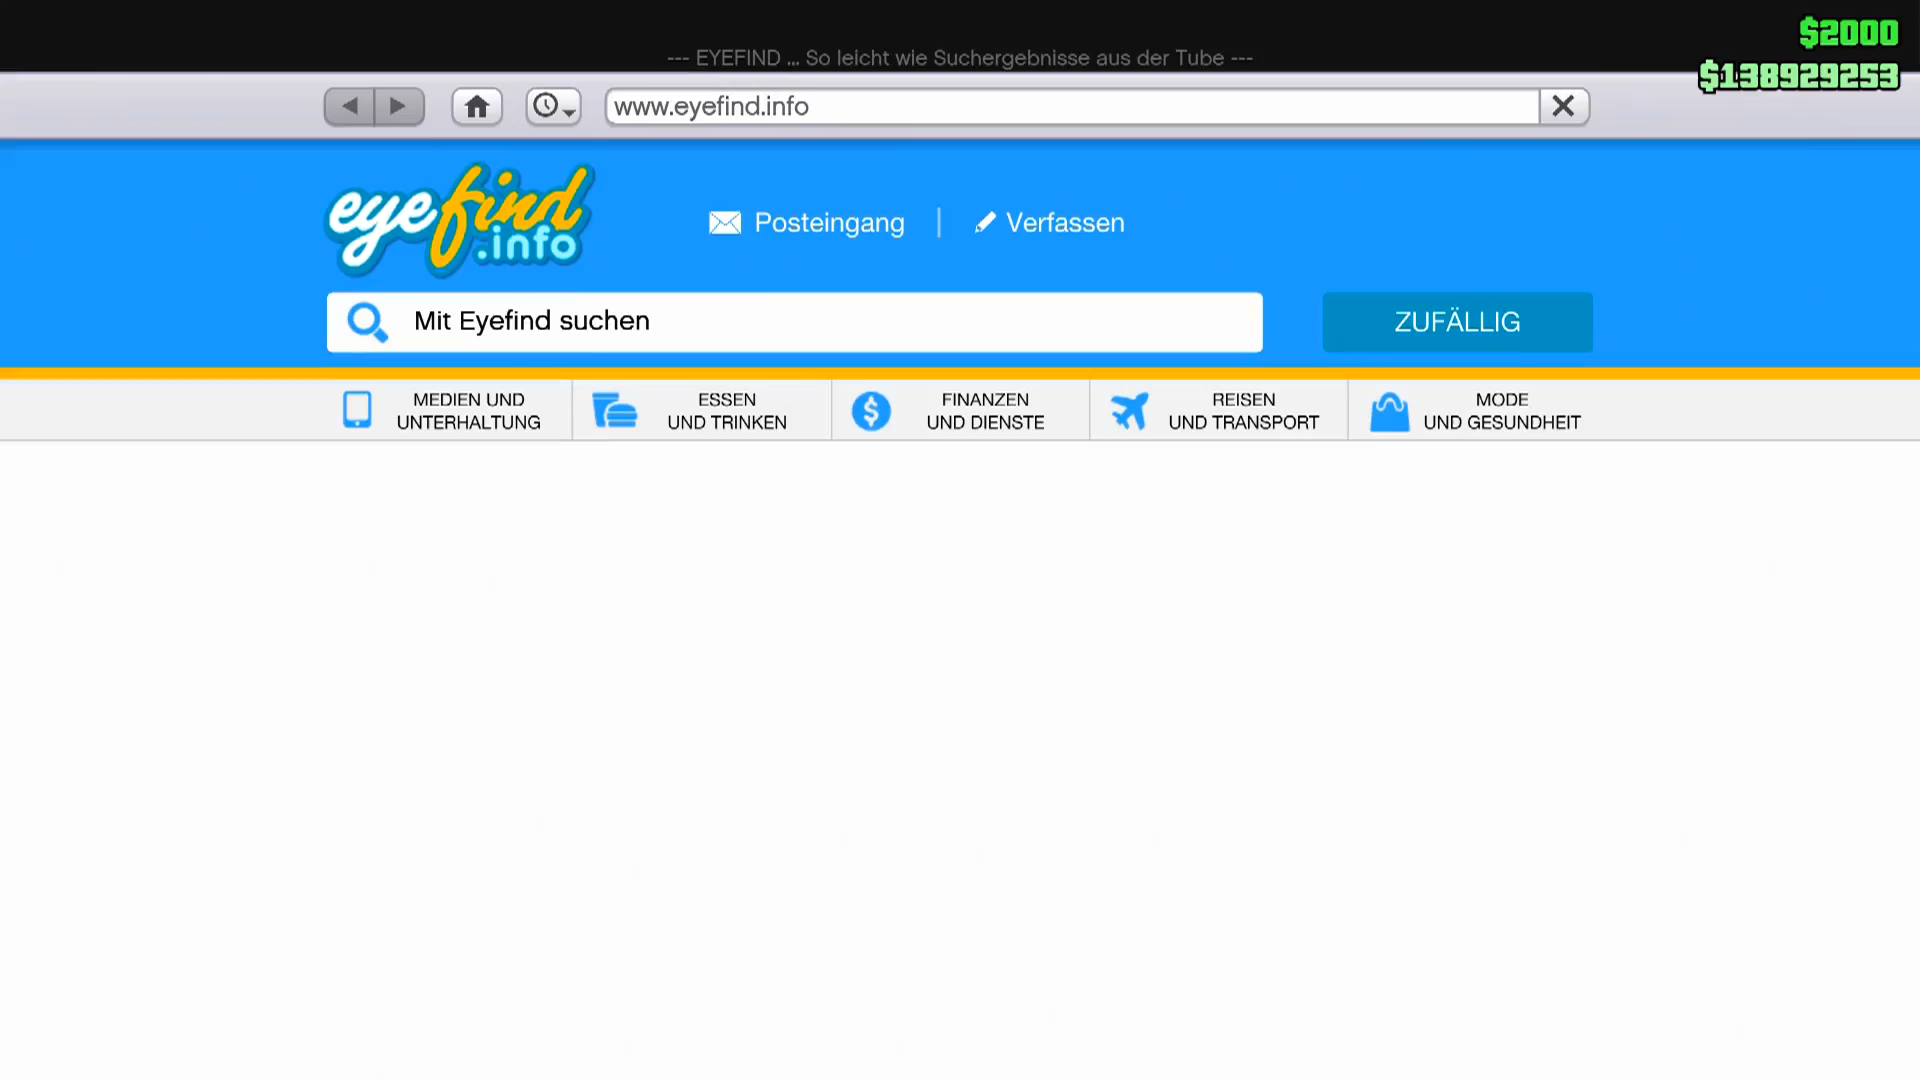 $2000
--- EYEFIND ... So leicht wie Suchergebnisse aus der Tube ---
$138929253
www.eyefind.info
eyefind
.info
Posteingang | Verfassen
Mit Eyefind suchen
ZUFÄLLIG
MEDIEN UND
UNTERHALTUNG
ESSEN
UND TRINKEN
FINANZEN
UND DIENSTE
REISEN
UND TRANSPORT
MODE
UND GESUNDHEIT